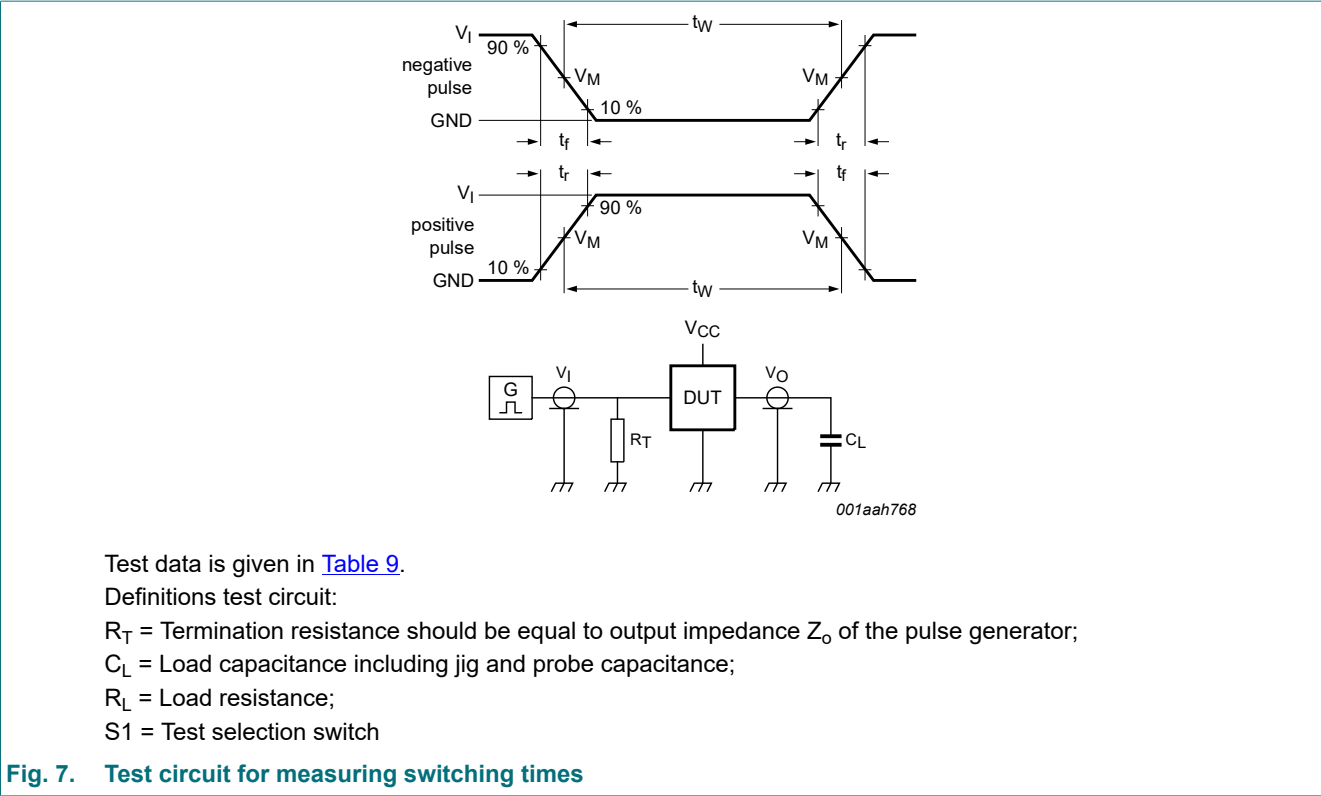 tW
VI
90 %
negative
pulse
VM
VM
10 %
GND
tf
tr
tr
tf
VI
90 %
positive
pulse
VM
VM
10 %
GND
tW
VCC
VI
VO
G
DUT
RT
CL
001aah768
Test data is given in Table 9.
Definitions test circuit:
RT = Termination resistance should be equal to output impedance Zo of the pulse generator;
CL = Load capacitance including jig and probe capacitance;
RL = Load resistance;
S1 = Test selection switch
Fig. 7. Test circuit for measuring switching times